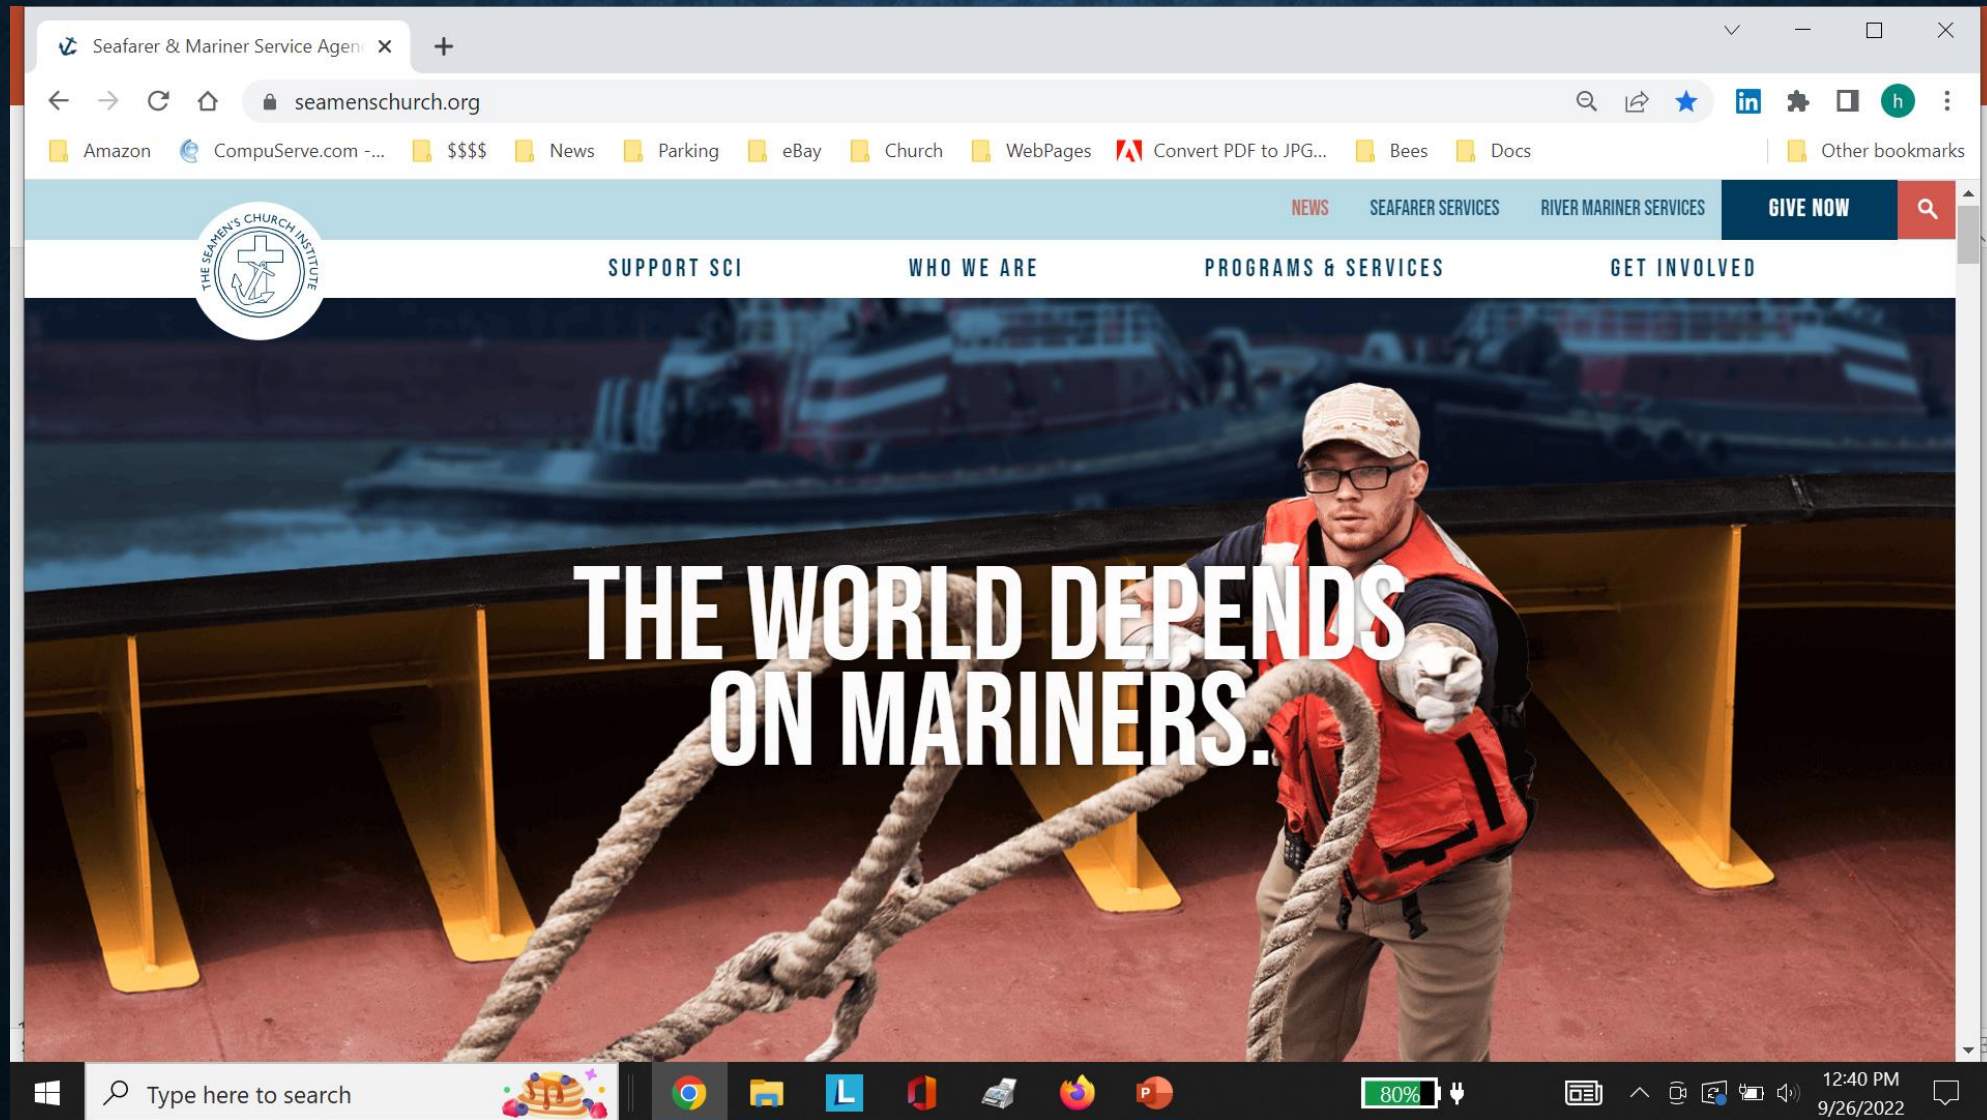 Seafarer & Mariner Service Agen
seamenschurch.org
h
Amazon CompuServe.com -... $$$$ News Parking eBay Church WebPages Convert PDF to JPG... Bees Docs Other bookmarks
NEWS SEAFARER SERVICES RIVER MARINER SERVICES GIVE NOW
THE SEAMEN'S CHURCH INSTITUTE
SUPPORT SCI WHO WE ARE PROGRAMS & SERVICES GET INVOLVED
THE WORLD DEPENDS
ON MARINERS.
Type here to search
80%
12:40 PM
9/26/2022